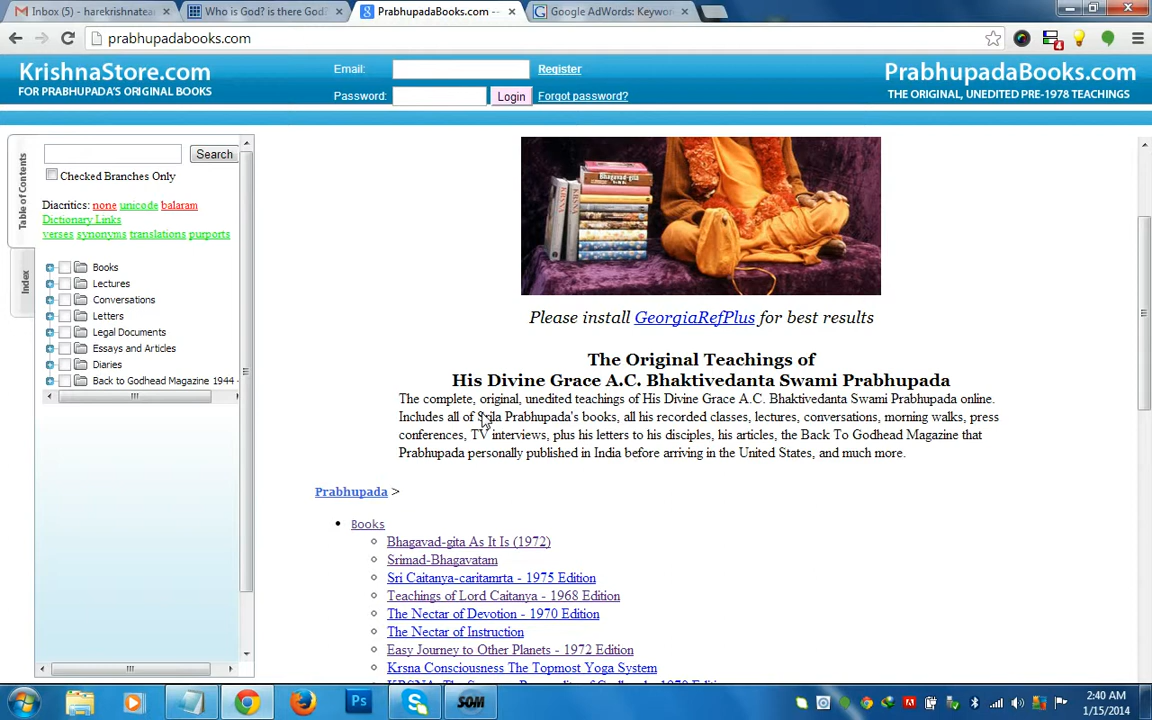 Inbox (5) - harekrishnatea
Who is God? is there God?
PrabhupadaBooks.com --
Google AdWords: Keywor
prabhupadabooks.com
4
KrishnaStore.com
FOR PRABHUPADA'S ORIGINAL BOOKS
Email:
Register
Password:
Login
Forgot password?
PrabhupadaBooks.com
THE ORIGINAL, UNEDITED PRE-1978 TEACHINGS
Table of Contents
Index
Search
Checked Branches Only
Diacritics: none unicode balaram
Dictionary Links
verses synonyms translations purports
Books
Lectures
Conversations
Letters
Legal Documents
Essays and Articles
Diaries
Back to Godhead Magazine 1944 -
Bhagavad-gita
Please install GeorgiaRefPlus for best results
The Original Teachings of
His Divine Grace A.C. Bhaktivedanta Swami Prabhupada
The complete, original, unedited teachings of His Divine Grace A.C. Bhaktivedanta Swami Prabhupada online.
Includes all of Srila Prabhupada's books, all his recorded classes, lectures, conversations, morning walks, press
conferences, TV interviews, plus his letters to his disciples, his articles, the Back To Godhead Magazine that
Prabhupada personally published in India before arriving in the United States, and much more.
Prabhupada >
Books
Bhagavad-gita As It Is (1972)
Srimad-Bhagavatam
Sri Caitanya-caritamrta - 1975 Edition
Teachings of Lord Caitanya - 1968 Edition
The Nectar of Devotion - 1970 Edition
The Nectar of Instruction
Easy Journey to Other Planets - 1972 Edition
Krsna Consciousness The Topmost Yoga System
Ps
SOM
2:40 AM
1/15/2014